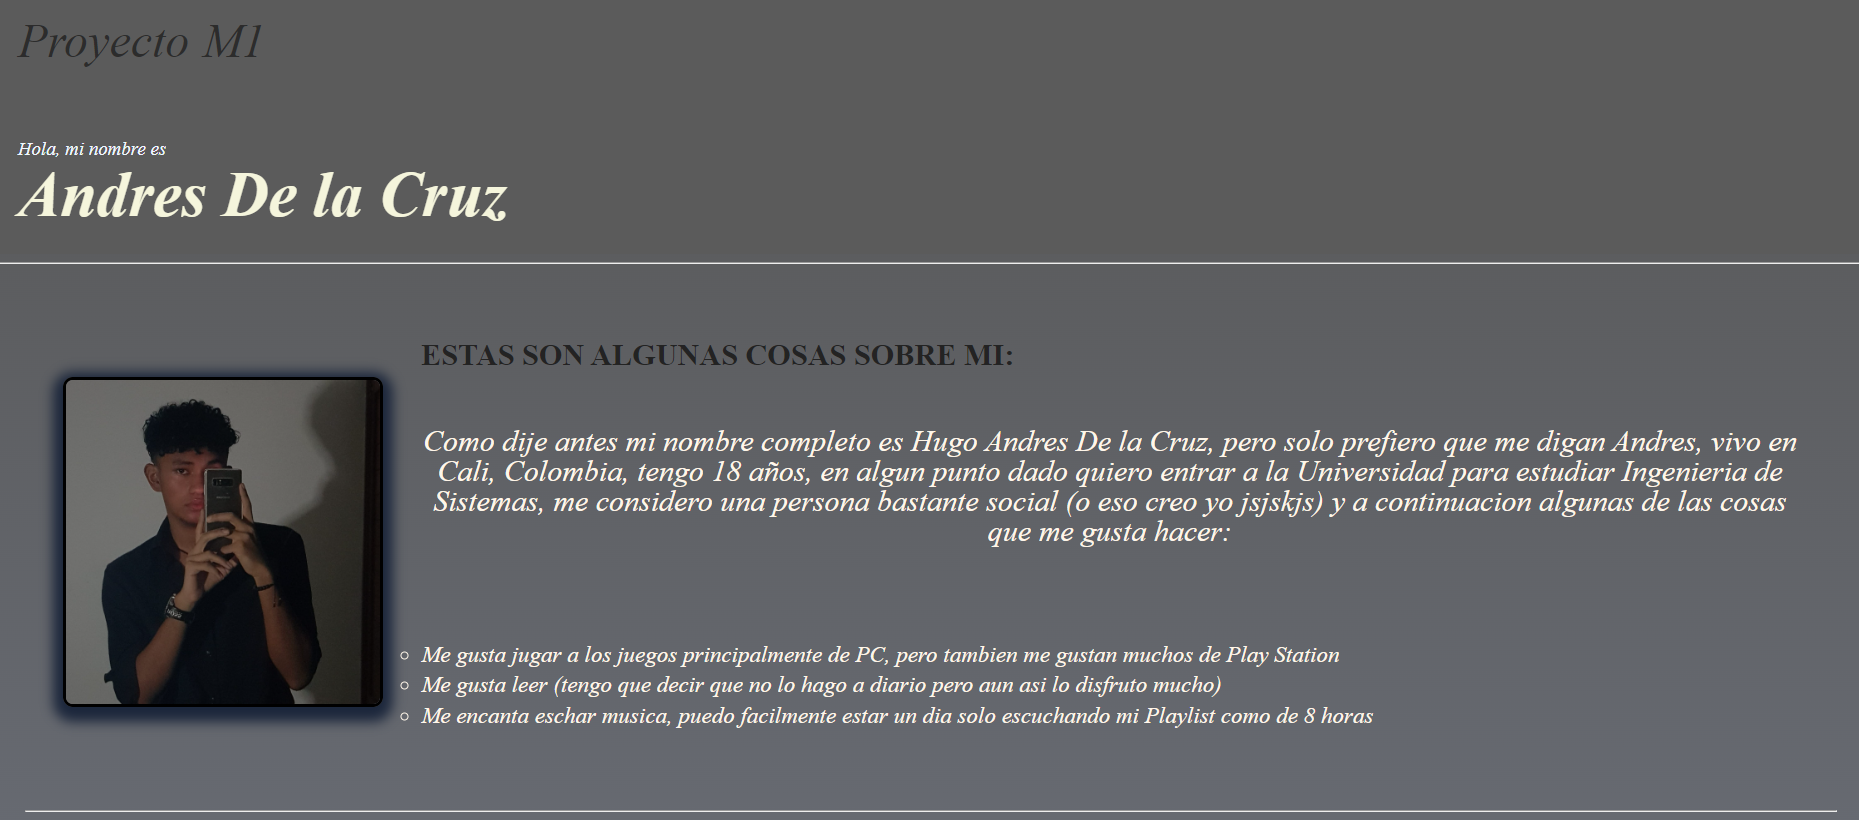 Proyecto M1
Hola, mi nombre es
Andres De la Cruz
ESTAS SON ALGUNAS COSAS SOBRE MI:
Como dije antes mi nombre completo es Hugo Andres De la Cruz, pero solo prefiero que me digan Andres, vivo en
Cali, Colombia, tengo 18 años, en algun punto dado quiero entrar a la Universidad para estudiar Ingenieria de
Sistemas, me considero una persona bastante social (o eso creo yo jsjskjs) y a continuacion algunas de las cosas
que me gusta hacer:
Me gusta jugar a los juegos principalmente de PC, pero tambien me gustan muchos de Play Station
Me gusta leer (tengo que decir que no lo hago a diario pero aun asi lo disfruto mucho)
Me encanta eschar musica, puedo facilmente estar un dia solo escuchando mi Playlist como de 8 horas